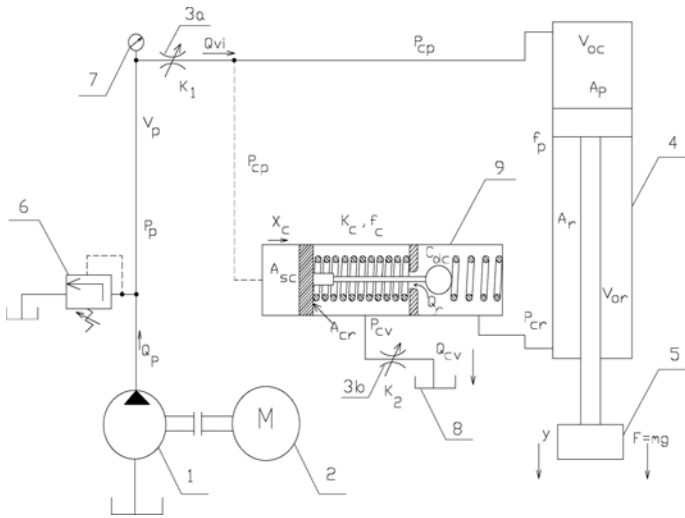 3a
Qvi
Pcp
7
K1
Voc
Ap
Vp
fp
4
Pcp
9
6
Pp
Xc
Kc, fc
Cdc
Ar
Asc
Vor
Qr
Acr
Pcv
Pcr
Qp
Qcv
3b
K2
5
M
8
y
F=mg
1
2